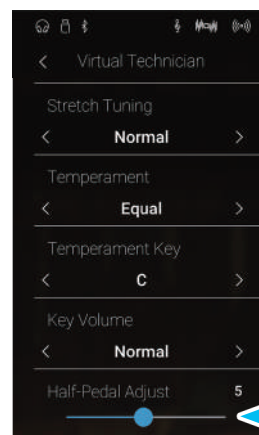 Virtual Technician
Stretch Tuning
Normal
Temperament
Equal
Temperament Key
C
Key Volume
Normal
Half-Pedal Adjust 5